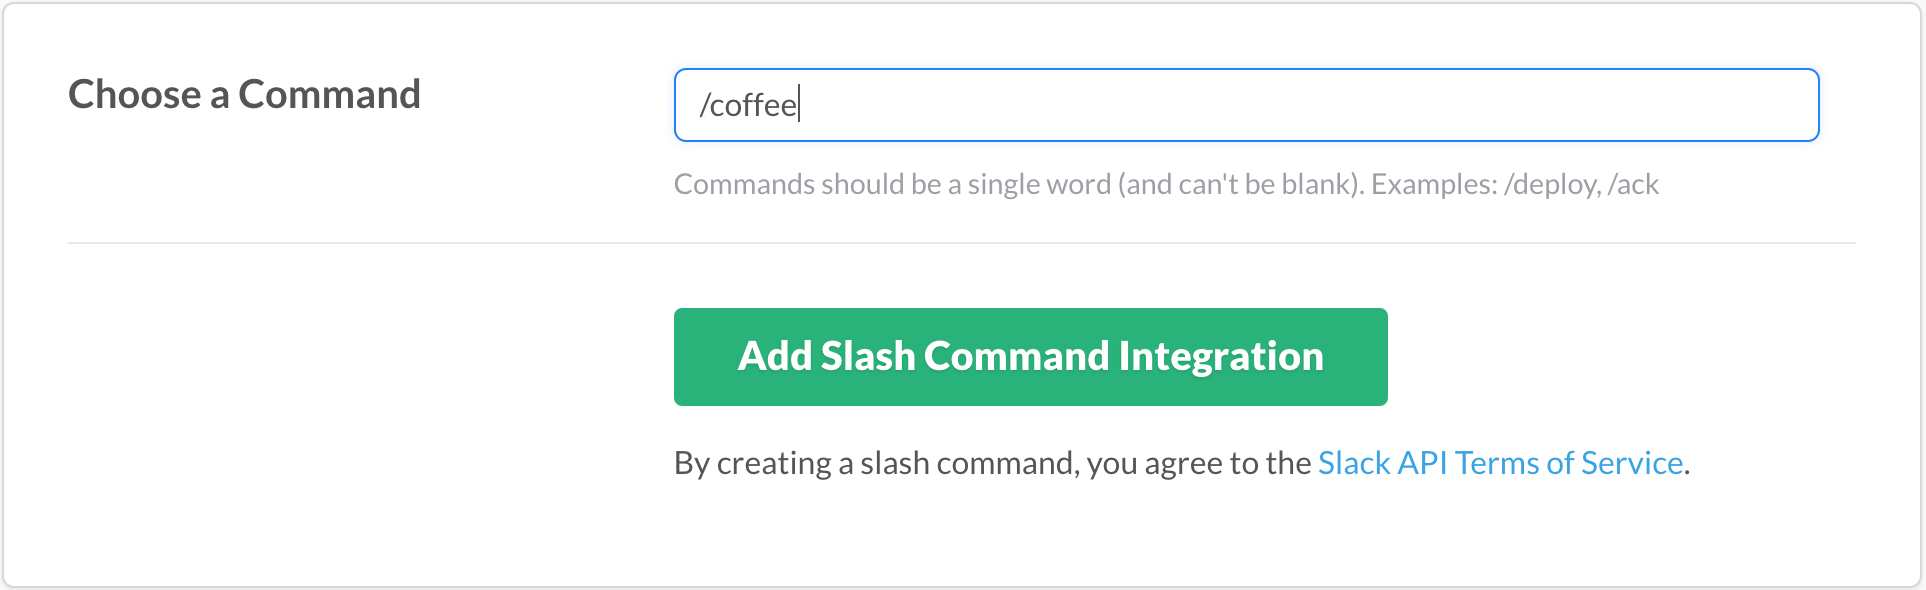 Choose a Command
/coffee
Commands should be a single word (and can't be blank). Examples: /deploy, /ack
Add Slash Command Integration
By creating a slash command, you agree to the Slack API Terms of Service.